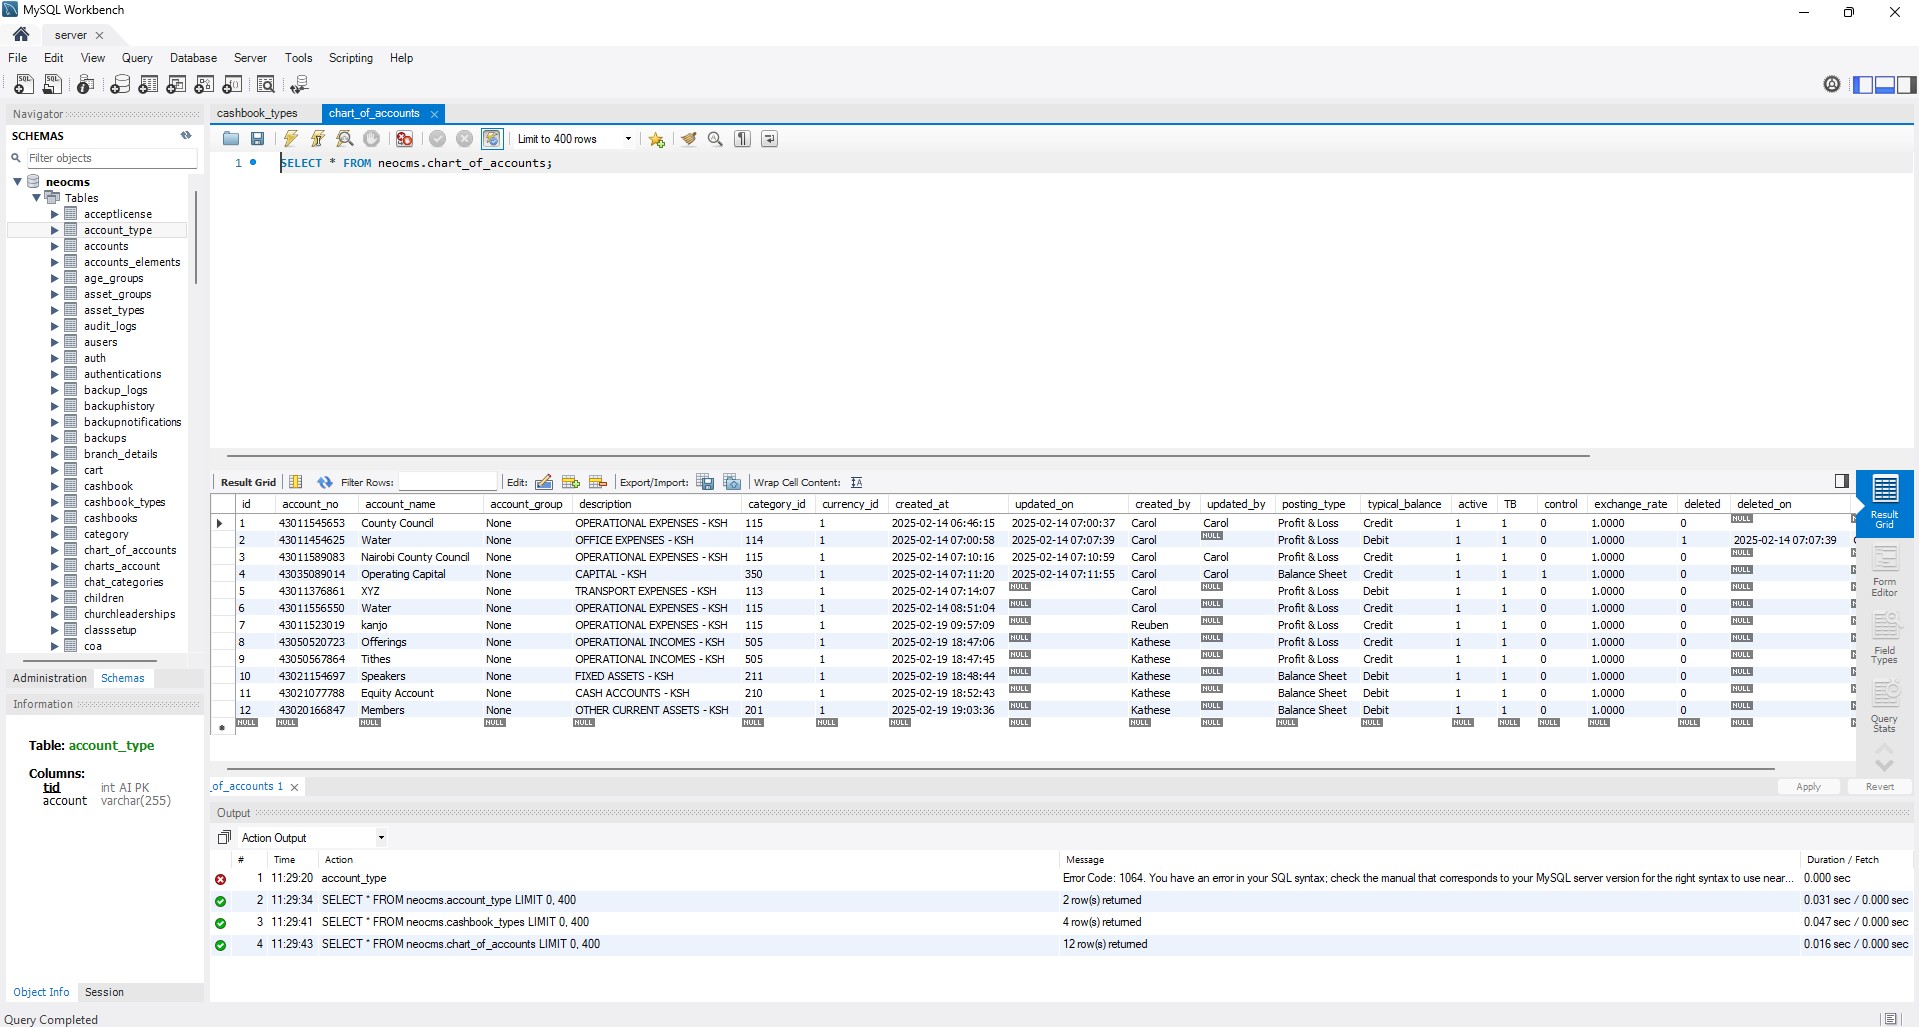 MySQL Workbench
server
File Edit View Query Database Server Tools Scripting Help
Navigator
SCHEMAS
Filter objects
neocms
Tables
acceptlicense
account_type
accounts
accounts_elements
age_groups
asset_groups
asset_types
audit_logs
ausers
auth
authentications
backup_logs
backuphistory
backupnotifications
backups
branch_details
cart
cashbook
cashbook_types
cashbooks
category
chart_of_accounts
charts_account
chat_categories
children
churchleaderships
classsetup
coa
Administration Schemas
Information
Table: account_type
Columns:
tid int AI PK
account varchar(255)
Object Info Session
cashbook_types chart_of_accounts
Limit to 400 rows
1 SELECT * FROM neocms.chart_of_accounts;
Result Grid Filter Rows: Edit: Export/Import: Wrap Cell Content:
id account_no account_name account_group description category_id currency_id created_at updated_on created_by updated_by posting_type typical_balance active TB control exchange_rate deleted deleted_on
1 43011545653 County Council None OPERATIONAL EXPENSES - KSH 115 1 2025-02-14 06:46:15 2025-02-14 07:00:37 Carol Carol Profit & Loss Credit 1 1 0 1.0000 0 NULL
2 43011454625 Water None OFFICE EXPENSES - KSH 114 1 2025-02-14 07:00:58 2025-02-14 07:07:39 Carol NULL Profit & Loss Debit 1 1 0 1.0000 1 2025-02-14 07:07:39
3 43011589083 Nairobi County Council None OPERATIONAL EXPENSES - KSH 115 1 2025-02-14 07:10:16 2025-02-14 07:10:59 Carol Carol Profit & Loss Credit 1 1 0 1.0000 0 NULL
4 43035089014 Operating Capital None CAPITAL - KSH 350 1 2025-02-14 07:11:20 2025-02-14 07:11:55 Carol Carol Balance Sheet Credit 1 1 1 1.0000 0 NULL
5 43011376861 XYZ None TRANSPORT EXPENSES - KSH 113 1 2025-02-14 07:14:07 NULL Carol NULL Profit & Loss Debit 1 1 0 1.0000 0 NULL
6 43011556550 Water None OPERATIONAL EXPENSES - KSH 115 1 2025-02-14 08:51:04 NULL Carol NULL Profit & Loss Credit 1 1 0 1.0000 0 NULL
7 43011523019 kanjo None OPERATIONAL EXPENSES - KSH 115 1 2025-02-19 09:57:09 NULL Reuben NULL Profit & Loss Credit 1 1 0 1.0000 0 NULL
8 43050520723 Offerings None OPERATIONAL INCOMES - KSH 505 1 2025-02-19 18:47:06 NULL Kathese NULL Profit & Loss Credit 1 1 0 1.0000 0 NULL
9 43050567864 Tithes None OPERATIONAL INCOMES - KSH 505 1 2025-02-19 18:47:45 NULL Kathese NULL Profit & Loss Credit 1 1 0 1.0000 0 NULL
10 43021154697 Speakers None FIXED ASSETS - KSH 211 1 2025-02-19 18:48:44 NULL Kathese NULL Balance Sheet Debit 1 1 0 1.0000 0 NULL
11 43021077788 Equity Account None CASH ACCOUNTS - KSH 210 1 2025-02-19 18:52:43 NULL Kathese NULL Balance Sheet Debit 1 1 0 1.0000 0 NULL
12 43020166847 Members None OTHER CURRENT ASSETS - KSH 201 1 2025-02-19 19:03:36 NULL Kathese NULL Balance Sheet Debit 1 1 0 1.0000 0 NULL
NULL NULL NULL NULL NULL NULL NULL NULL NULL NULL NULL NULL NULL NULL NULL NULL NULL NULL NULL
Result
Grid
Form
Editor
Field
Types
Query
Stats
_of_accounts 1
Apply Revert
Output
Action Output
# Time Action Message Duration / Fetch
1 11:29:20 account_type Error Code: 1064. You have an error in your SQL syntax; check the manual that corresponds to your MySQL server version for the right syntax to use near... 0.000 sec
2 11:29:34 SELECT * FROM neocms.account_type LIMIT 0, 400 2 row(s) returned 0.031 sec / 0.000 sec
3 11:29:41 SELECT * FROM neocms.cashbook_types LIMIT 0, 400 4 row(s) returned 0.047 sec / 0.000 sec
4 11:29:43 SELECT * FROM neocms.chart_of_accounts LIMIT 0, 400 12 row(s) returned 0.016 sec / 0.000 sec
Query Completed